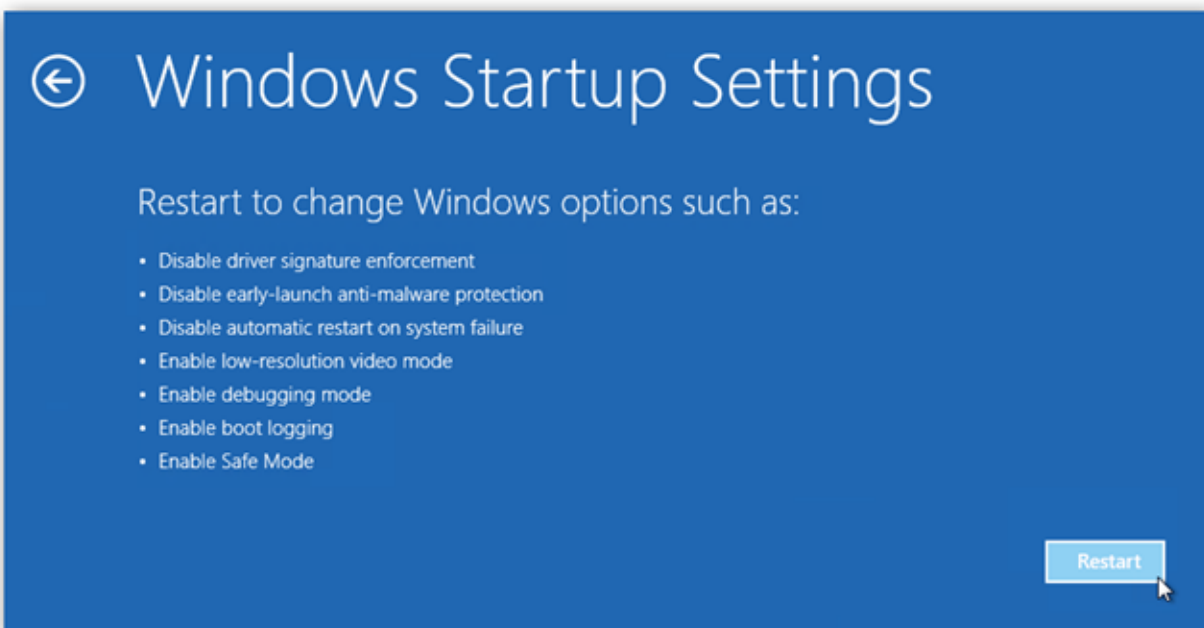 Windows Startup Settings
Restart to change Windows options such as:
• Disable driver signature enforcement
• Disable early-launch anti-malware protection
• Disable automatic restart on system failure
• Enable low-resolution video mode
• Enable debugging mode
• Enable boot logging
• Enable Safe Mode
Restart